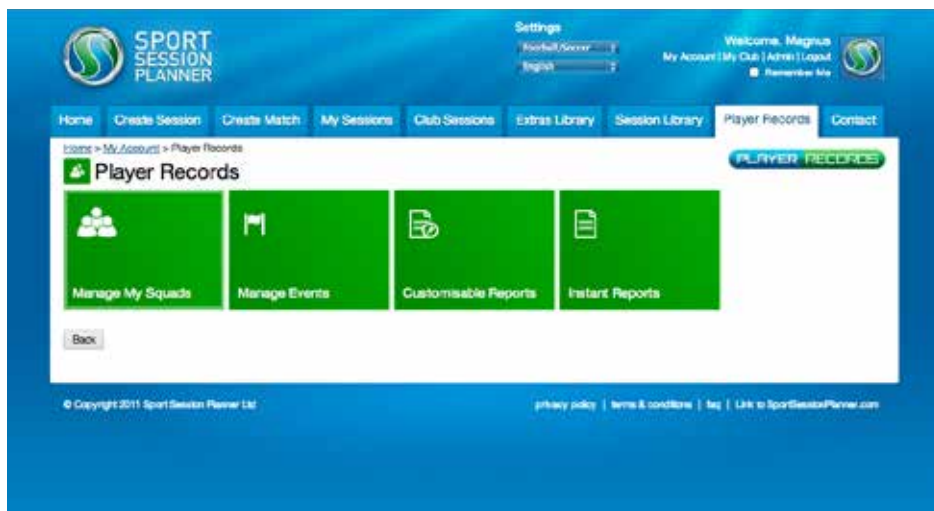 SPORT
SESSION
PLANNER
Settings
Football/Soccer
English
Welcome, Magnus
My Account | My Club | Admin | Logout
Remember Me
Home Create Session Create Match My Sessions Club Sessions Extras Library Session Library Player Records Contact
Home > My Account > Player Records
PLAYER RECORDS
Player Records
Manage My Squads Manage Events Customisable Reports Instant Reports
Back
© Copyright 2011 Sport Session Planner Ltd
privacy policy | terms & conditions | faq | Link to SportSessionPlanner.com